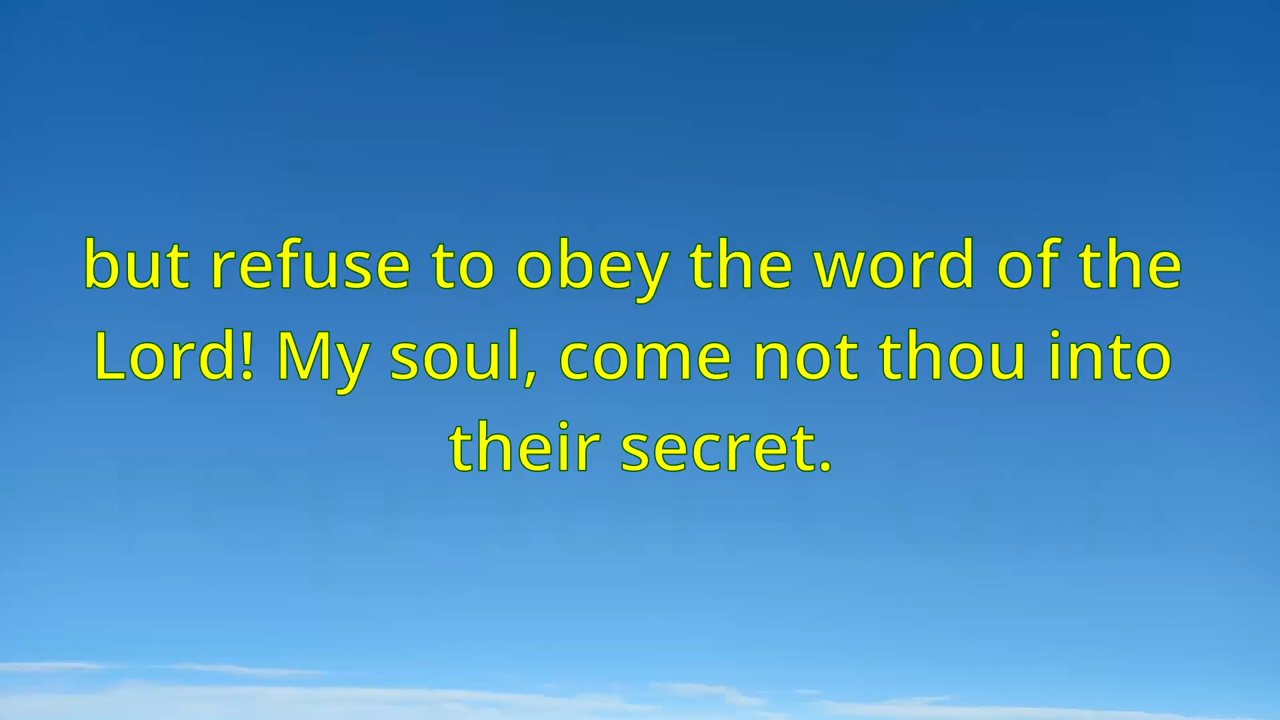 but refuse to obey the word of the
Lord! My soul, come not thou into
their secret.